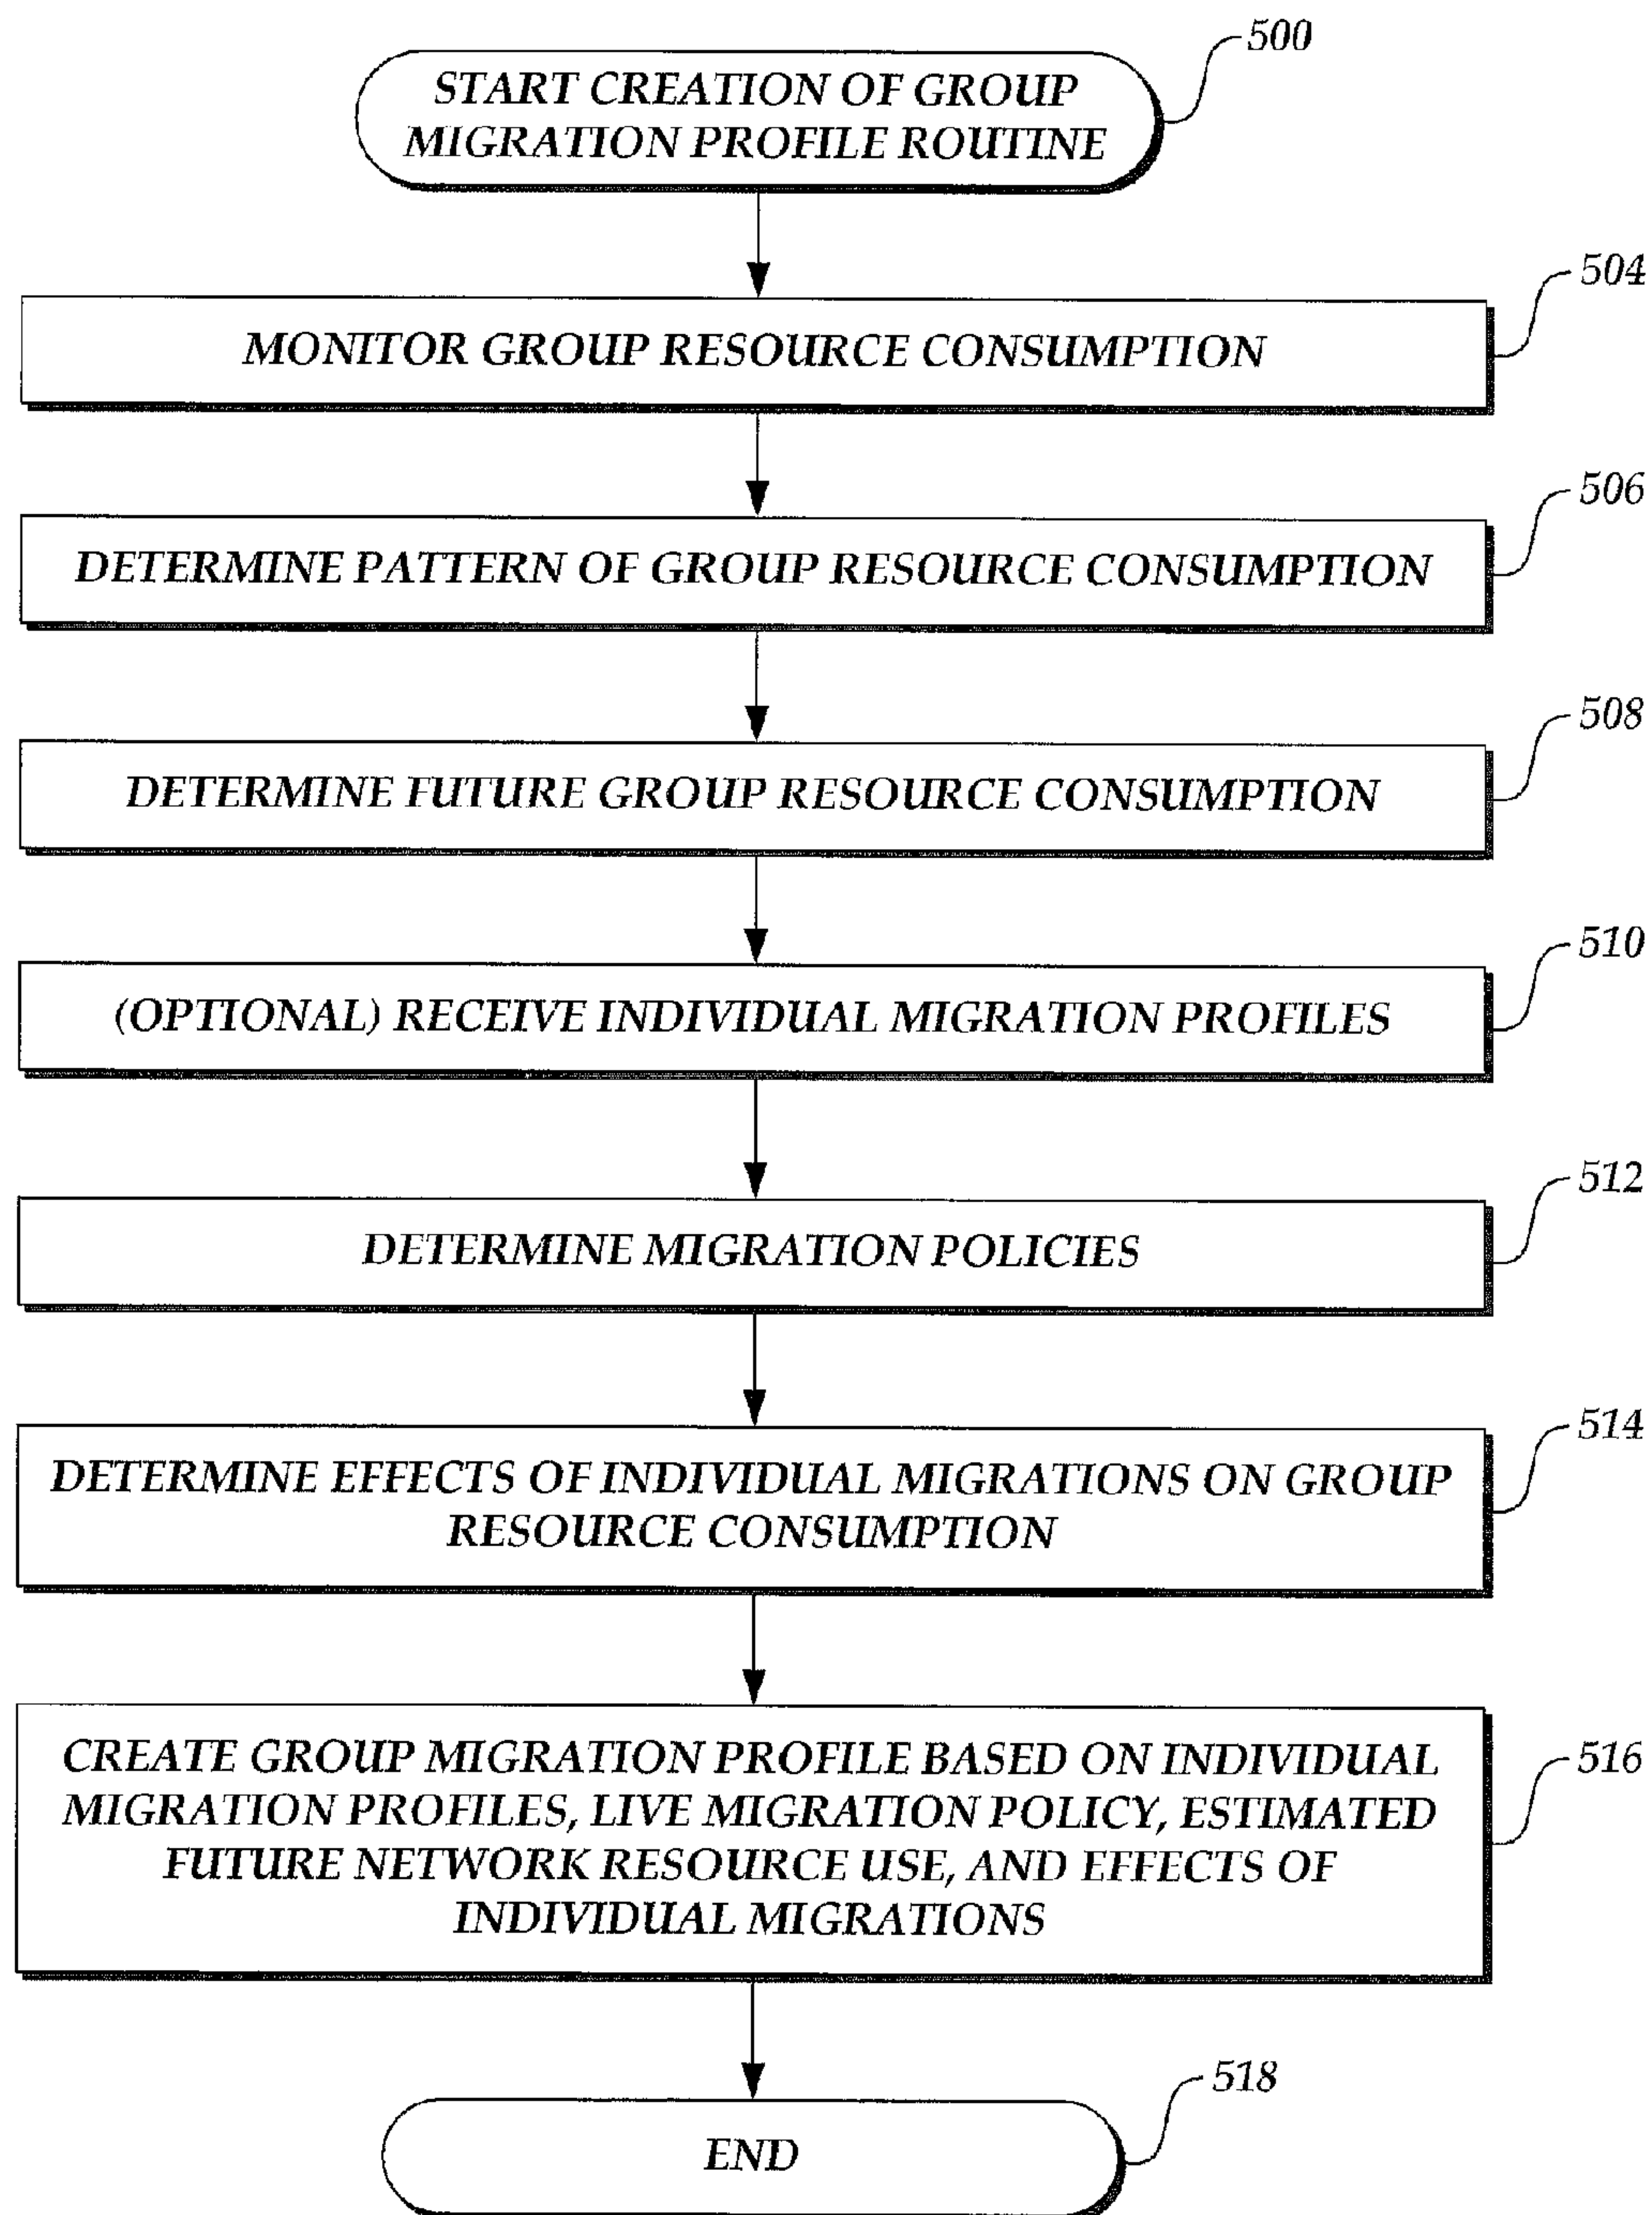 500
START CREATION OF GROUP
MIGRATION PROFILE ROUTINE
504
MONITOR GROUP RESOURCE CONSUMPTION
506
DETERMINE PATTERN OF GROUP RESOURCE CONSUMPTION
508
DETERMINE FUTURE GROUP RESOURCE CONSUMPTION
510
(OPTIONAL) RECEIVE INDIVIDUAL MIGRATION PROFILES
512
DETERMINE MIGRATION POLICIES
514
DETERMINE EFFECTS OF INDIVIDUAL MIGRATIONS ON GROUP
RESOURCE CONSUMPTION
516
CREATE GROUP MIGRATION PROFILE BASED ON INDIVIDUAL
MIGRATION PROFILES, LIVE MIGRATION POLICY, ESTIMATED
FUTURE NETWORK RESOURCE USE, AND EFFECTS OF
INDIVIDUAL MIGRATIONS
518
END